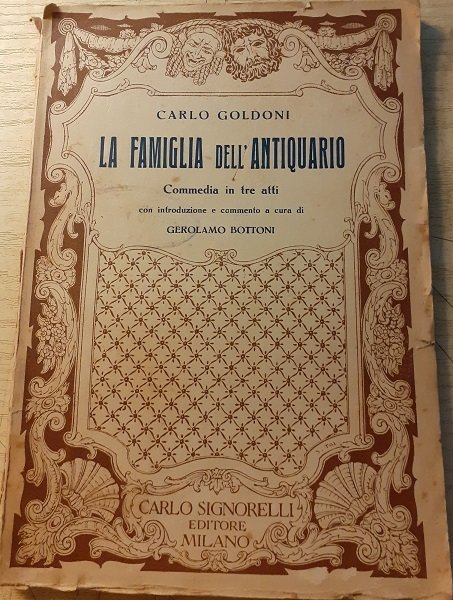 CARLO GOLDONI
LA FAMIGLIA DELL'ANTIQUARIO
Commedia in tre atti
con introduzione e commento a cura di
GEROLAMO BOTTONI
CARLO SIGNORELLI
EDITORE
MILANO